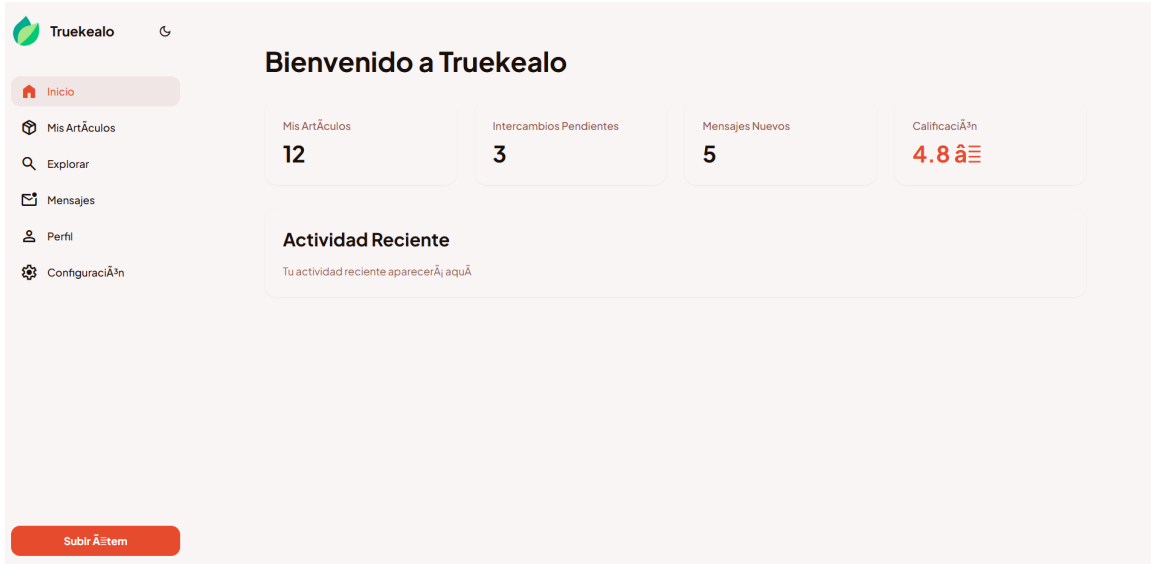 Truekealo
Inicio
Mis ArtÃculos
Explorar
Mensajes
Perfil
ConfiguraciÃ³n
Subir Ãtem
Bienvenido a Truekealo
Mis ArtÃculos
12
Intercambios Pendientes
3
Mensajes Nuevos
5
CalificaciÃ³n
4.8 â
Actividad Reciente
Tu actividad reciente aparecerÃ¡ aquÃ